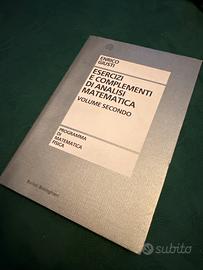 ENRICO
GIUSTI
ESERCIZI
E COMPLEMENTI
DI ANALISI
MATEMATICA
VOLUME SECONDO
PROGRAMMA
DI
MATEMATICA
FISICA
Bollati Boringhieri
subito